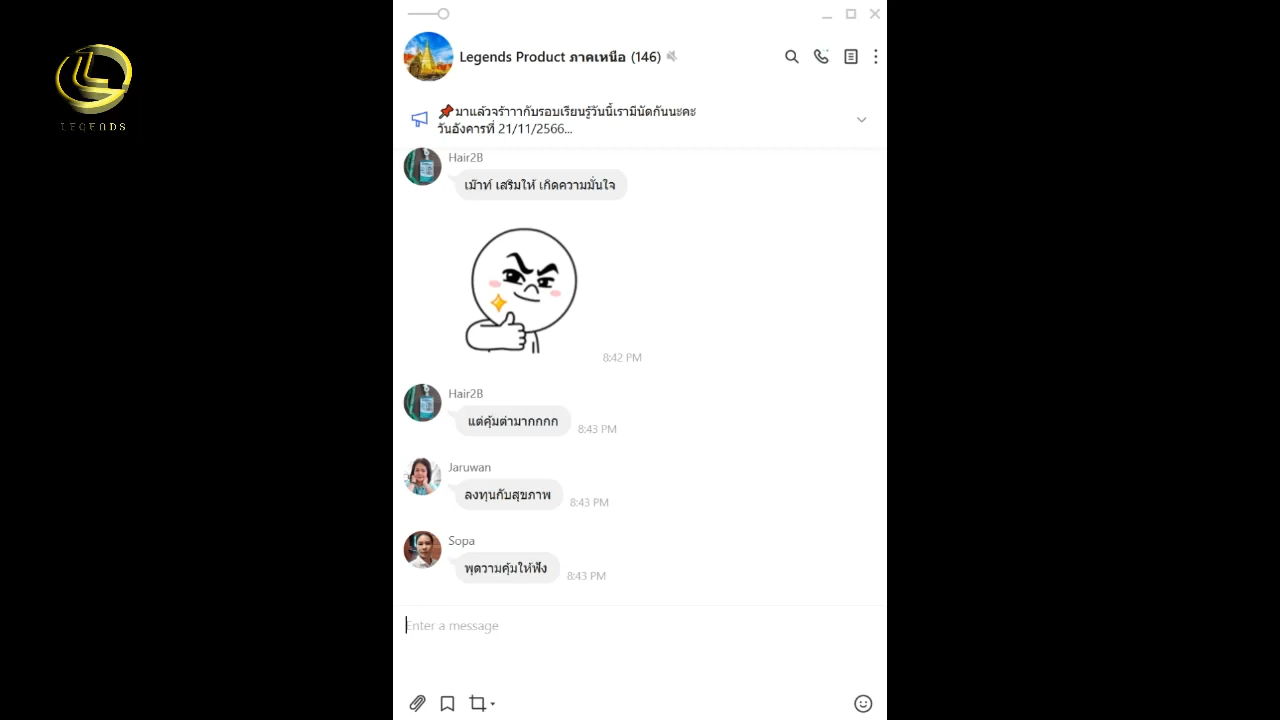 LEGENDS
Legends Product ภาคเหนือ (146)
มาแล้วจร้าาากับรอบเรียนรู้วันนี้เรามีนัดกันนะคะ
วันอังคารที่ 21/11/2566...
Hair2B
เม๊าท์ เสริมให้ เกิดความมั่นใจ
8:42 PM
Hair2B
แต่คุ้มต่ามากกกก
8:43 PM
Jaruwan
ลงทุนกับสุขภาพ
8:43 PM
Sopa
พุดวามคุ้มให้ฟัง
8:43 PM
Enter a message